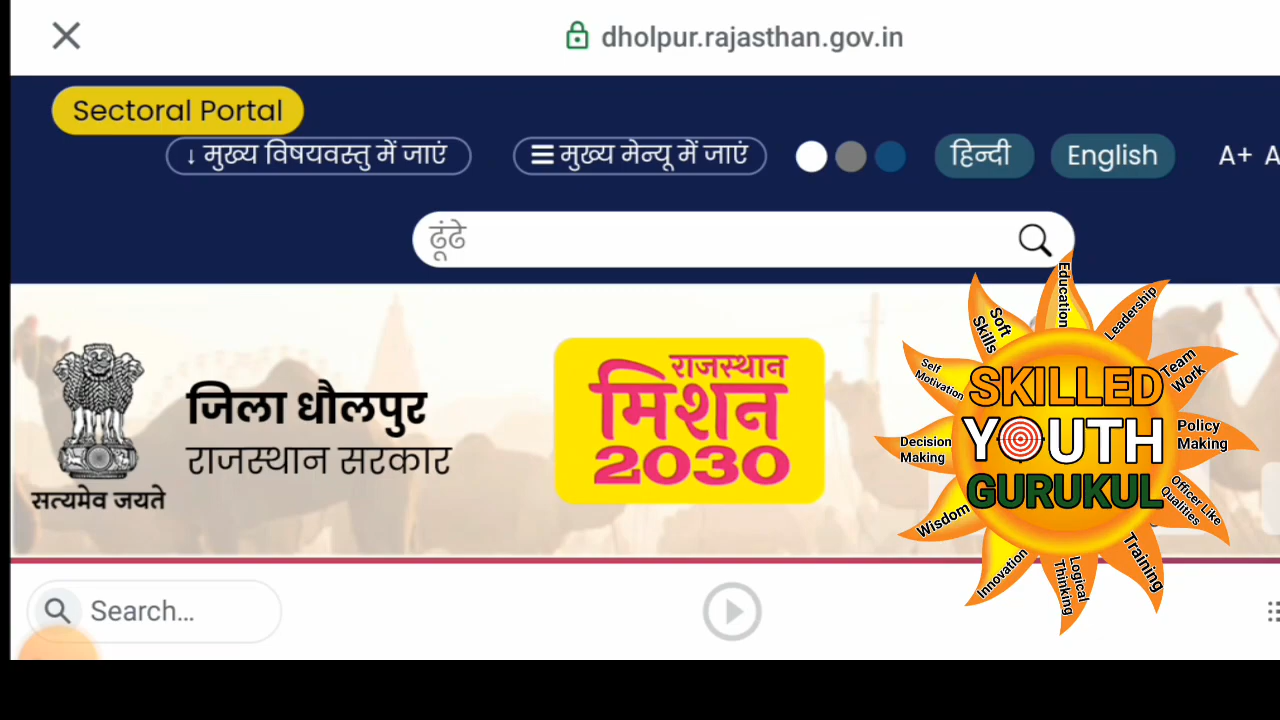 dholpur.rajasthan.gov.in
Sectoral Portal
↓ मुख्य विषयवस्तु में जाएं
मुख्य मेन्यू में जाएं
हिन्दी
English
A+ A
ढूंढे
सत्यमेव जयते
जिला धौलपुर
राजस्थान सरकार
राजस्थान
मिशन
2030
Education
Leadership
Team
Work
Policy
Making
Officer Like
Qualities
Training
Logical
Thinking
Innovation
Wisdom
Decision
Making
Self
Motivation
Soft
Skills
SKILLED
YOUTH
GURUKUL
Search...